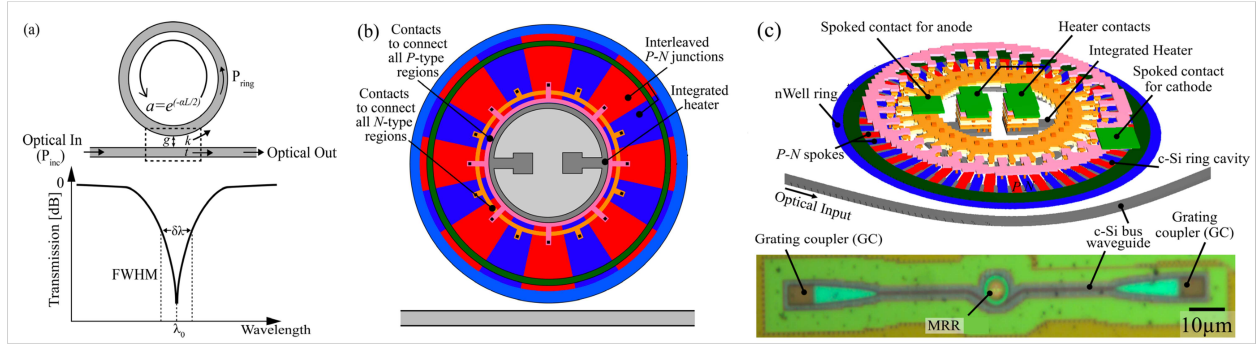 (a)
P_ring
a=e^(-αL/2)
g
k
t
Optical In
(P_inc)
Optical Out
0
Transmission [dB]
δλ
FWHM
λ_0
Wavelength
(b)
Contacts
to connect
all P-type
regions
Contacts to
connect
all N-type
regions
Interleaved
P-N junctions
Integrated
heater
(c)
Spoked contact
for anode
Heater contacts
Integrated Heater
Spoked contact
for cathode
nWell ring
P-N spokes
P-N
c-Si ring cavity
Optical Input
c-Si bus
waveguide
Grating coupler (GC)
Grating
coupler (GC)
MRR
10μm